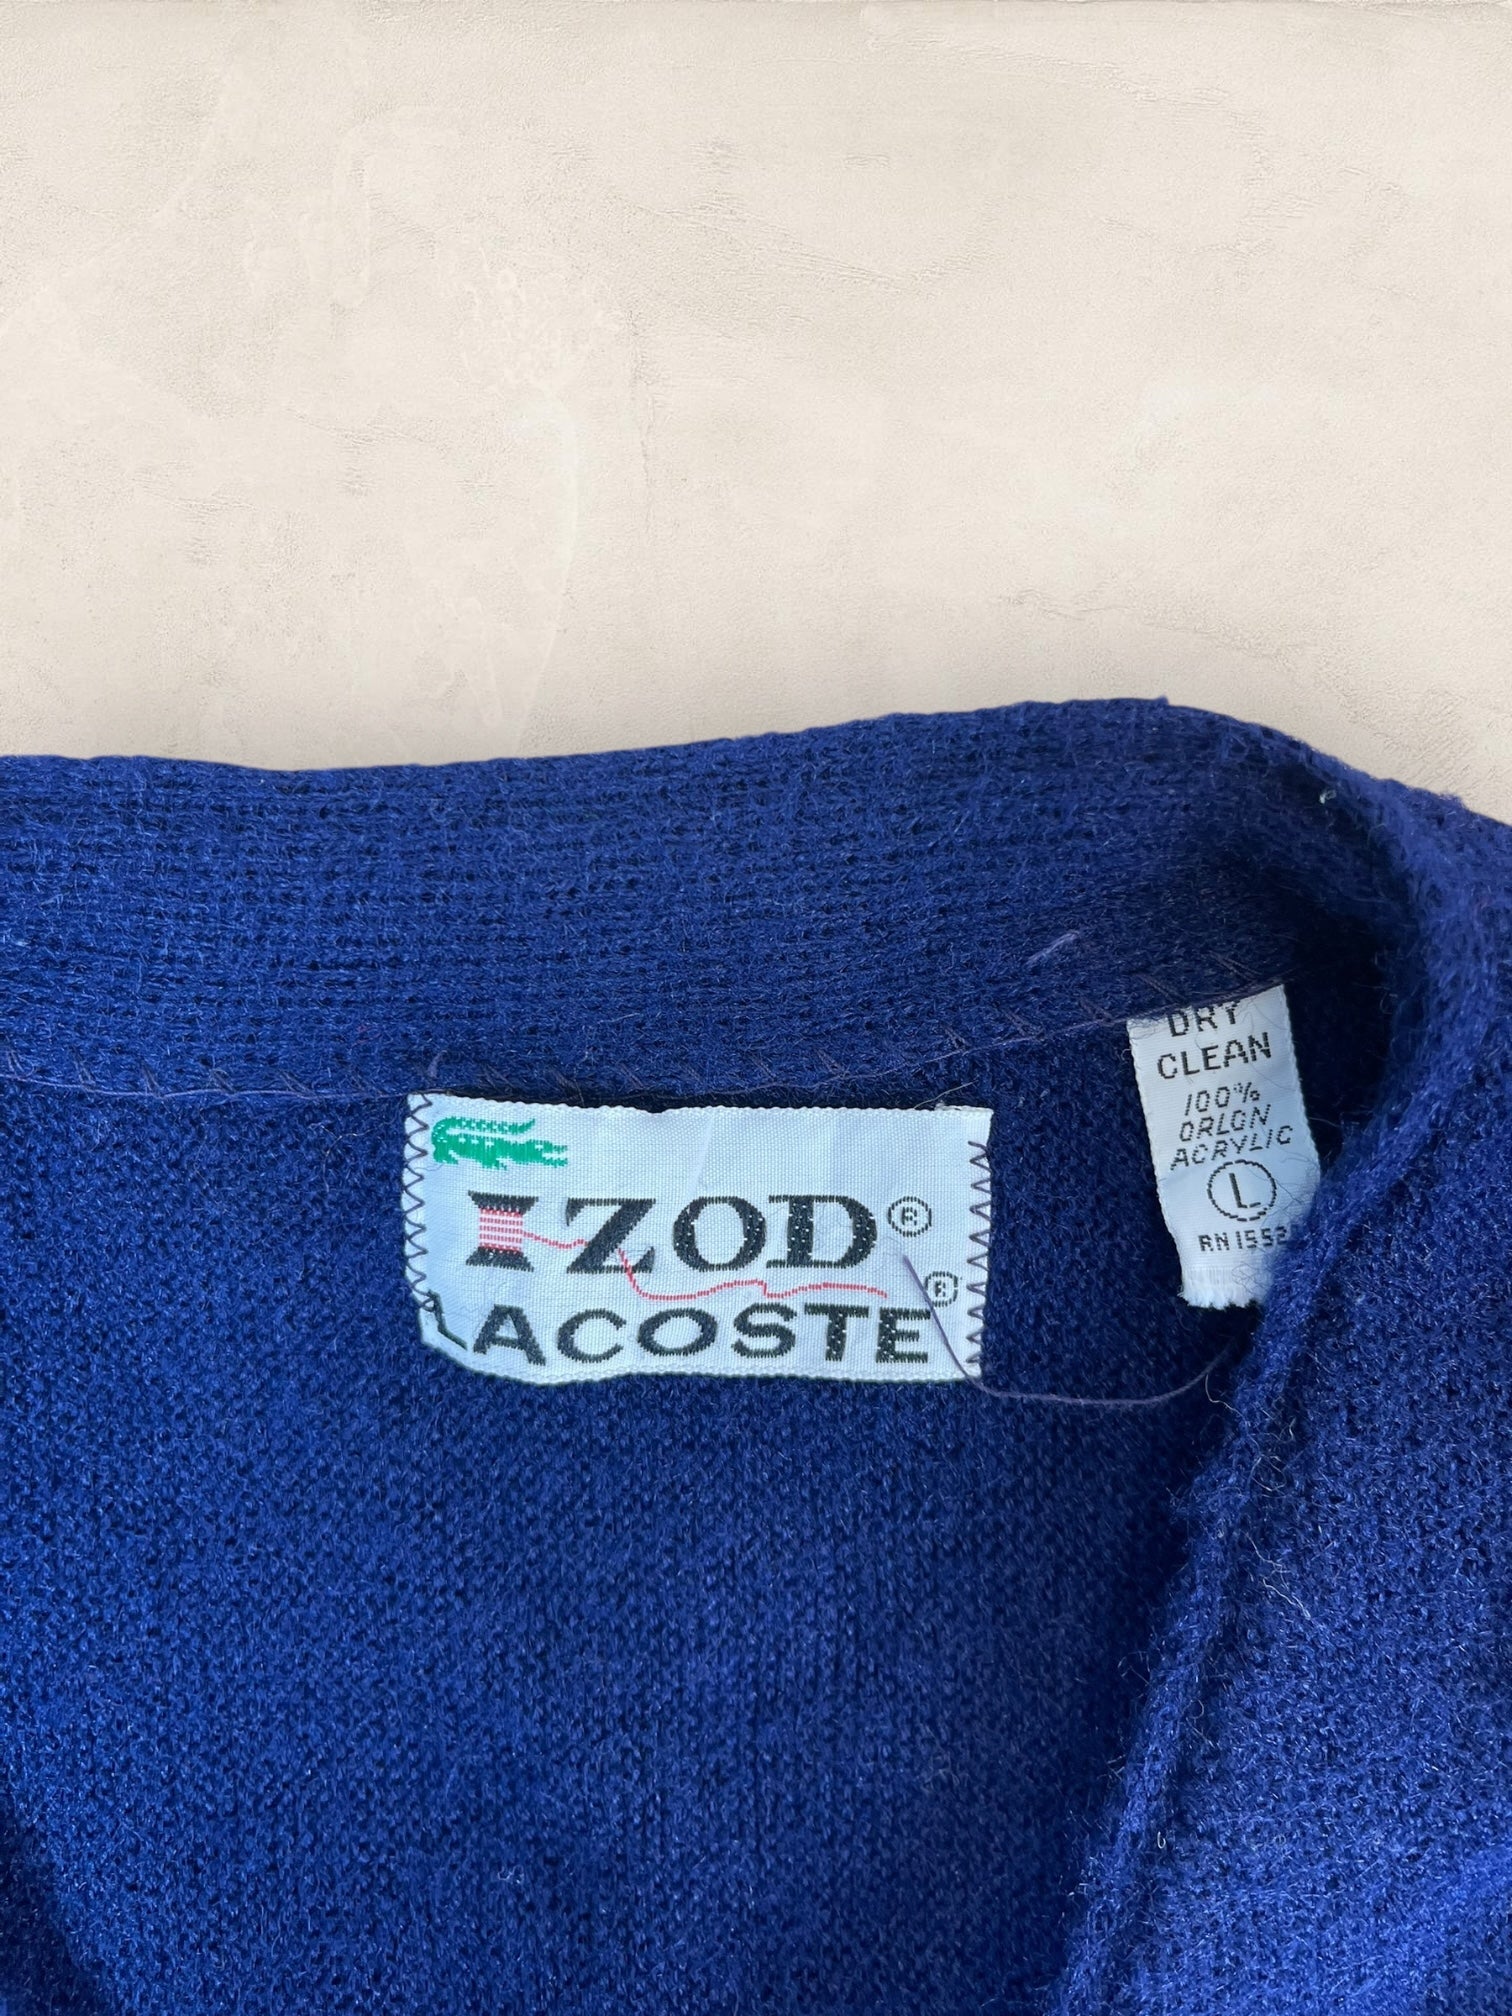 IZOD®
LACOSTE®
DRY
CLEAN
100%
ORLON
ACRYLIC
L